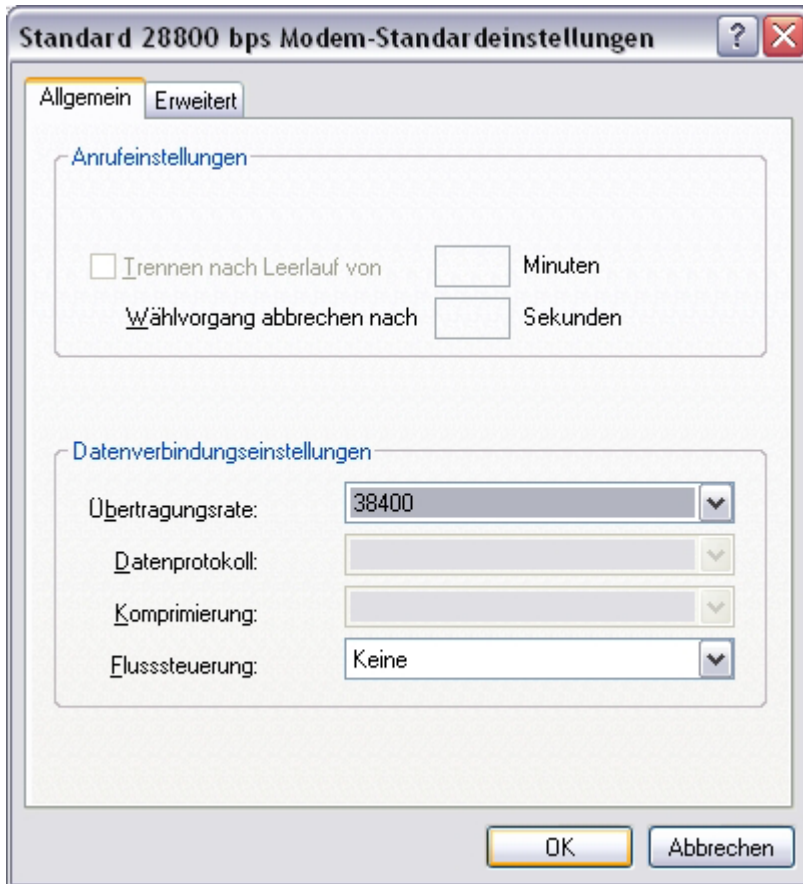 Standard 28800 bps Modem-Standardeinstellungen ?
Allgemein Erweitert
Anrufeinstellungen
Trennen nach Leerlauf von Minuten
Wählvorgang abbrechen nach Sekunden
Datenverbindungseinstellungen
Übertragungsrate: 38400
Datenprotokoll:
Komprimierung:
Flusssteuerung: Keine
OK Abbrechen